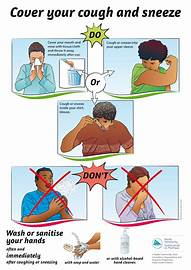 Cover your cough and sneeze
DO
Cover your mouth and
nose with tissue/cloth
and throw it away
immediately after use.
Cough or sneeze
into your upper sleeve
Or
Cough or sneeze
inside your shirt,
blouse.
DON'T
Wash or sanitise
your hands
often and
immediately
after coughing or sneezing
with soap and water
or with alcohol-based
hand cleaner.